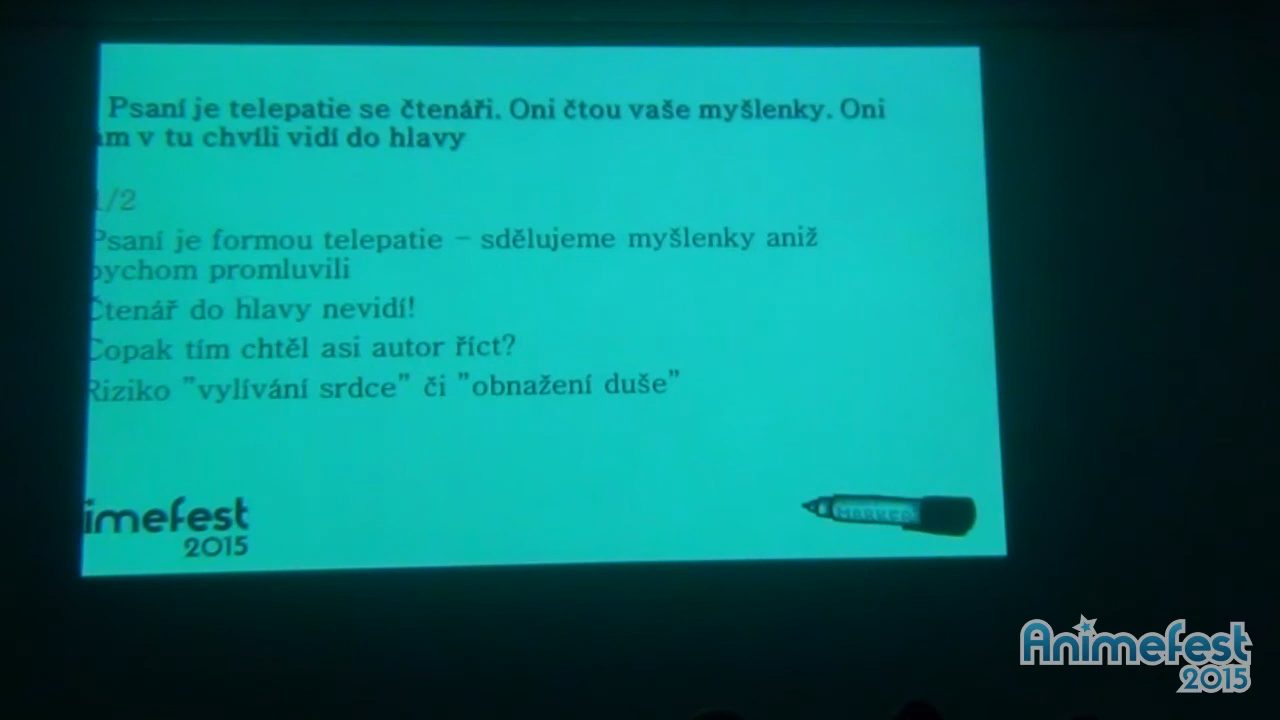 Psaní je telepatie se čtenáři. Oni čtou vaše myšlenky. Oni
am v tu chvíli vidí do hlavy
1/2
Psaní je formou telepatie – sdělujeme myšlenky aniž
bychom promluvili
Čtenář do hlavy nevidí!
Copak tím chtěl asi autor říct?
Riziko "vylívání srdce" či "obnažení duše"
imefest
2015
MARKER
Animefest
2015